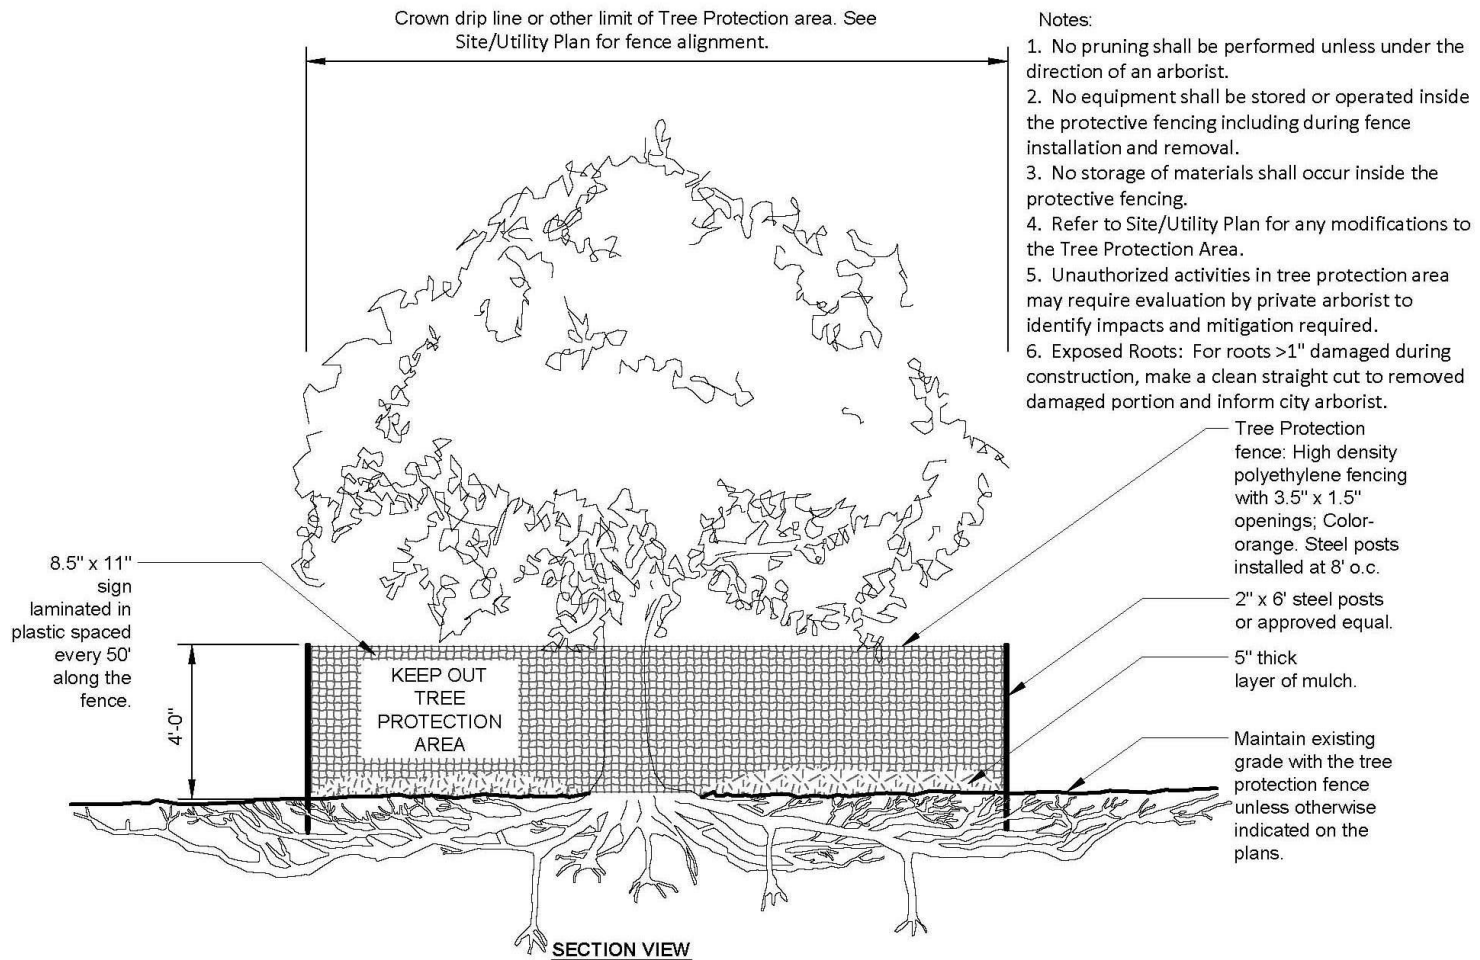 Crown drip line or other limit of Tree Protection area. See
Site/Utility Plan for fence alignment.
Notes:
1. No pruning shall be performed unless under the
direction of an arborist.
2. No equipment shall be stored or operated inside
the protective fencing including during fence
installation and removal.
3. No storage of materials shall occur inside the
protective fencing.
4. Refer to Site/Utility Plan for any modifications to
the Tree Protection Area.
5. Unauthorized activities in tree protection area
may require evaluation by private arborist to
identify impacts and mitigation required.
6. Exposed Roots: For roots >1" damaged during
construction, make a clean straight cut to removed
damaged portion and inform city arborist.
Tree Protection
fence: High density
polyethylene fencing
with 3.5" x 1.5"
openings; Color-
orange. Steel posts
installed at 8' o.c.
2" x 6' steel posts
or approved equal.
5" thick
layer of mulch.
Maintain existing
grade with the tree
protection fence
unless otherwise
indicated on the
plans.
8.5" x 11"
sign
laminated in
plastic spaced
every 50'
along the
fence.
4'-0"
KEEP OUT
TREE
PROTECTION
AREA
SECTION VIEW